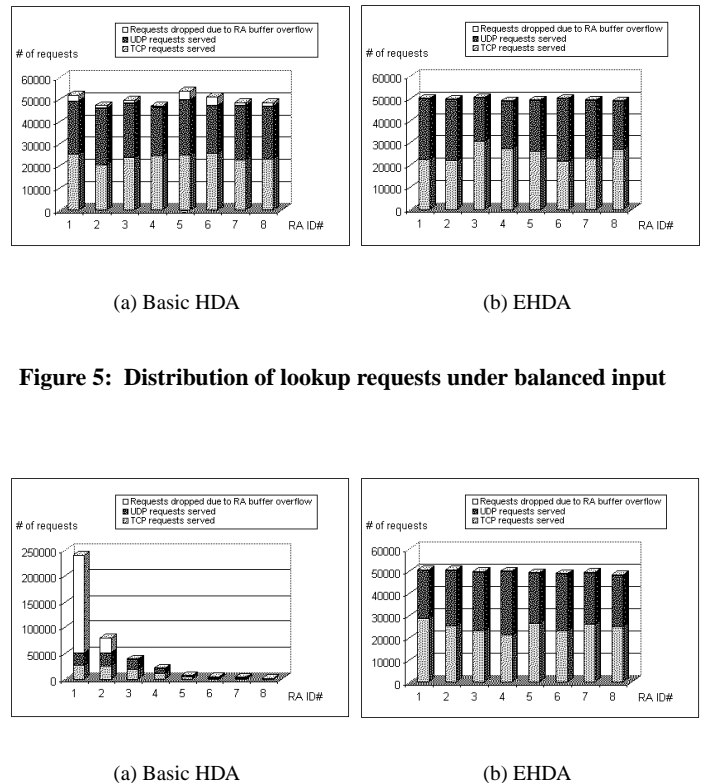 Requests dropped due to RA buffer overflow
UDP requests served
TCP requests served
# of requests
60000
50000
40000
30000
20000
10000
0
1 2 3 4 5 6 7 8 RA ID#
(a) Basic HDA
Requests dropped due to RA buffer overflow
UDP requests served
TCP requests served
# of requests
60000
50000
40000
30000
20000
10000
0
1 2 3 4 5 6 7 8 RA ID#
(b) EHDA
Figure 5: Distribution of lookup requests under balanced input
Requests dropped due to RA buffer overflow
UDP requests served
TCP requests served
# of requests
250000
200000
150000
100000
50000
0
1 2 3 4 5 6 7 8 RA ID#
(a) Basic HDA
Requests dropped due to RA buffer overflow
UDP requests served
TCP requests served
# of requests
60000
50000
40000
30000
20000
10000
0
1 2 3 4 5 6 7 8 RA ID#
(b) EHDA